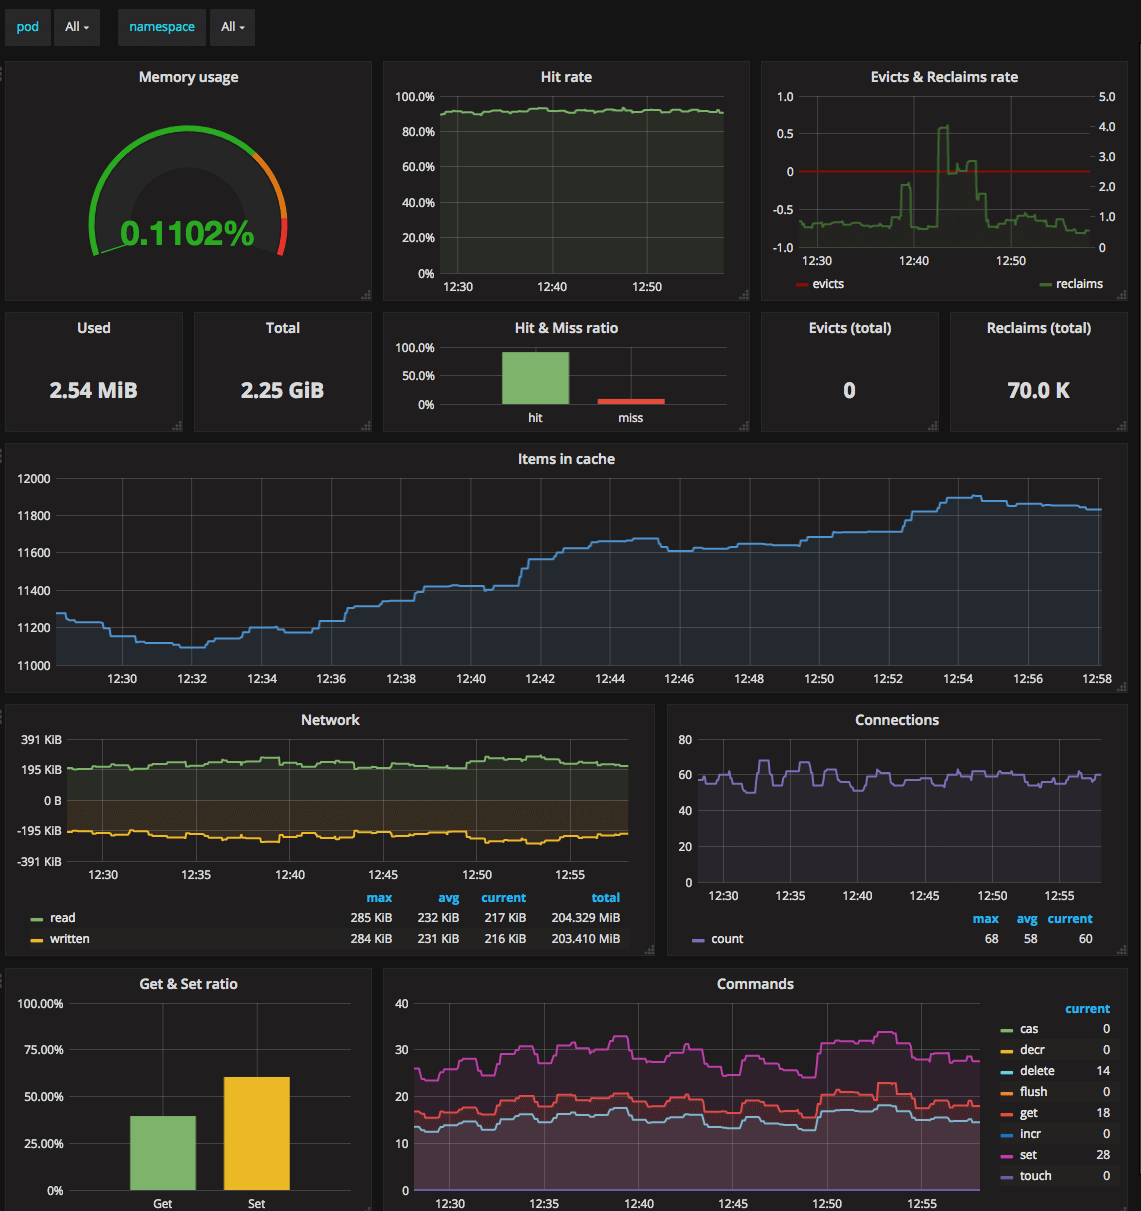 pod All namespace All
Memory usage
0.1102%
Hit rate
100.0%
80.0%
60.0%
40.0%
20.0%
0%
12:30 12:40 12:50
Evicts & Reclaims rate
1.0 5.0
4.0
0.5
3.0
0
2.0
-0.5 1.0
-1.0 0
12:30 12:40 12:50
evicts reclaims
Used
2.54 MiB
Total
2.25 GiB
Hit & Miss ratio
100.0%
50.0%
0%
hit miss
Evicts (total)
0
Reclaims (total)
70.0 K
Items in cache
12000
11800
11600
11400
11200
11000
12:30 12:32 12:34 12:36 12:38 12:40 12:42 12:44 12:46 12:48 12:50 12:52 12:54 12:56 12:58
Network
391 KiB
195 KiB
0 B
-195 KiB
-391 KiB
12:30 12:35 12:40 12:45 12:50 12:55
max avg current total
read 285 KiB 232 KiB 217 KiB 204.329 MiB
written 284 KiB 231 KiB 216 KiB 203.410 MiB
Connections
80
60
40
20
0
12:30 12:35 12:40 12:45 12:50 12:55
max avg current
count 68 58 60
Get & Set ratio
100.00%
75.00%
50.00%
25.00%
0%
Get Set
Commands
40
30
20
10
0
12:30 12:35 12:40 12:45 12:50 12:55
current
cas 0
decr 0
delete 14
flush 0
get 18
incr 0
set 28
touch 0